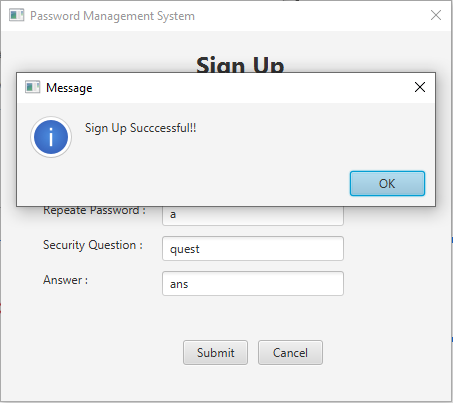 Password Management System
Sign Up
Message
Sign Up Succcessful!!
OK
Repeate Password : a
Security Question : quest
Answer : ans
Submit Cancel